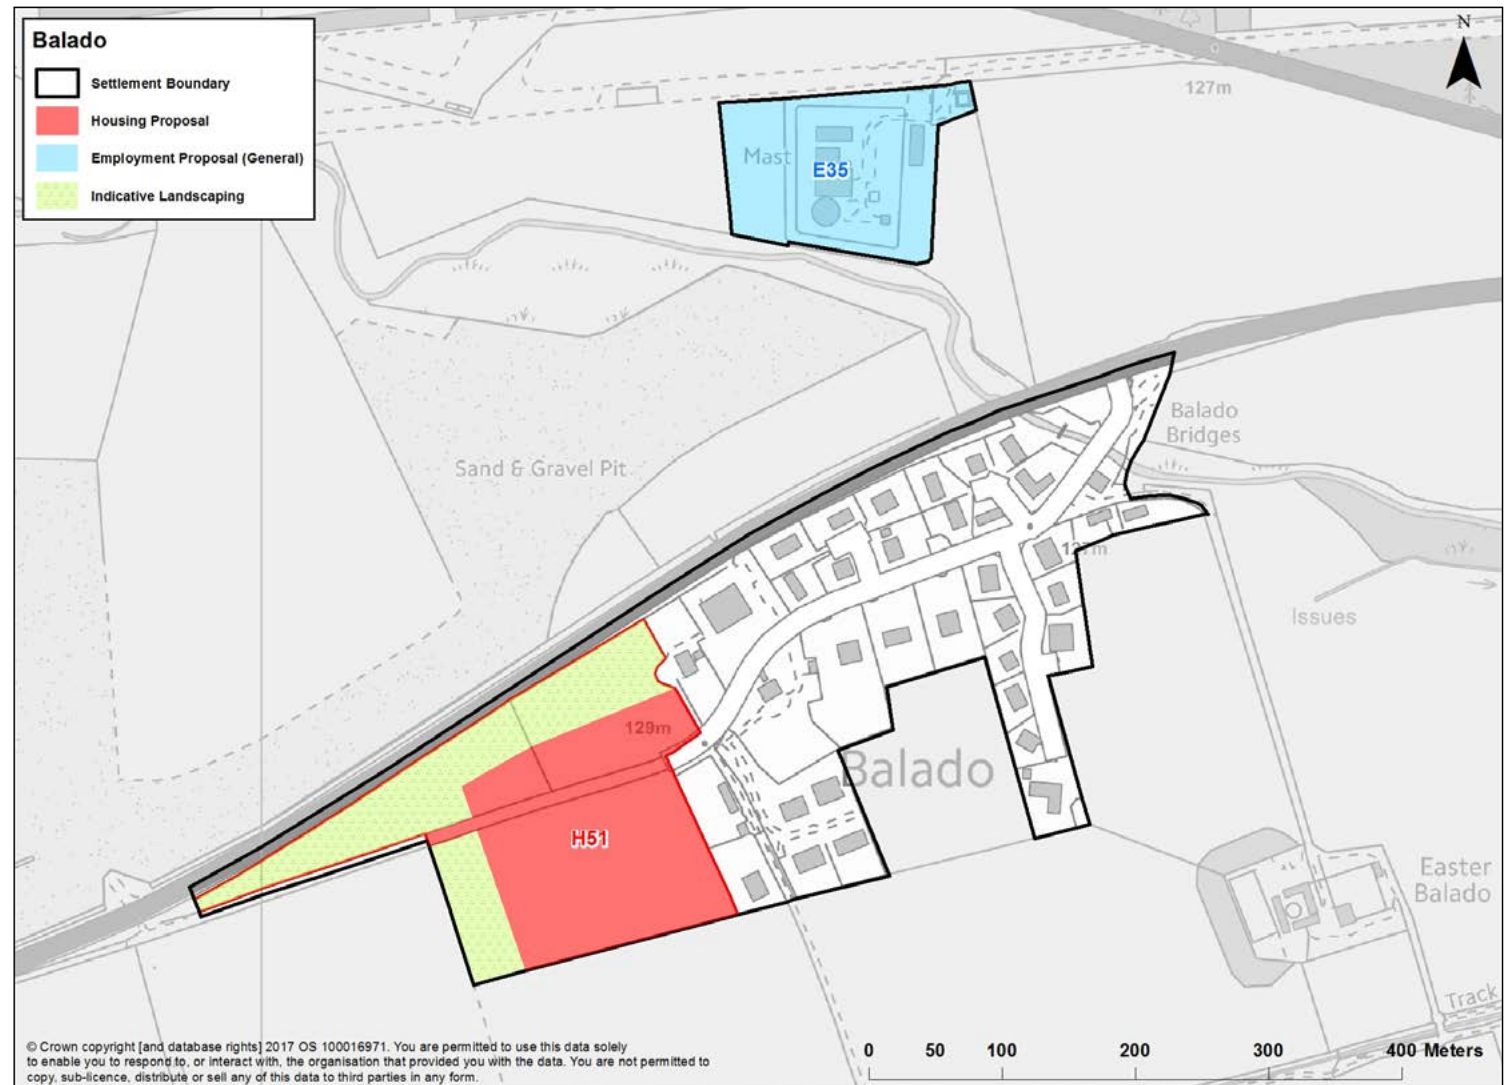 Balado
Settlement Boundary
Housing Proposal
Employment Proposal (General)
Indicative Landscaping
N
127m
Mast
E35
Balado
Bridges
Sand & Gravel Pit
127m
Issues
129m
Balado
H51
Easter
Balado
Track
© Crown copyright [and database rights] 2017 OS 100016971. You are permitted to use this data solely
to enable you to respond to, or interact with, the organisation that provided you with the data. You are not permitted to
copy, sub-licence, distribute or sell any of this data to third parties in any form.
0 50 100 200 300 400 Meters